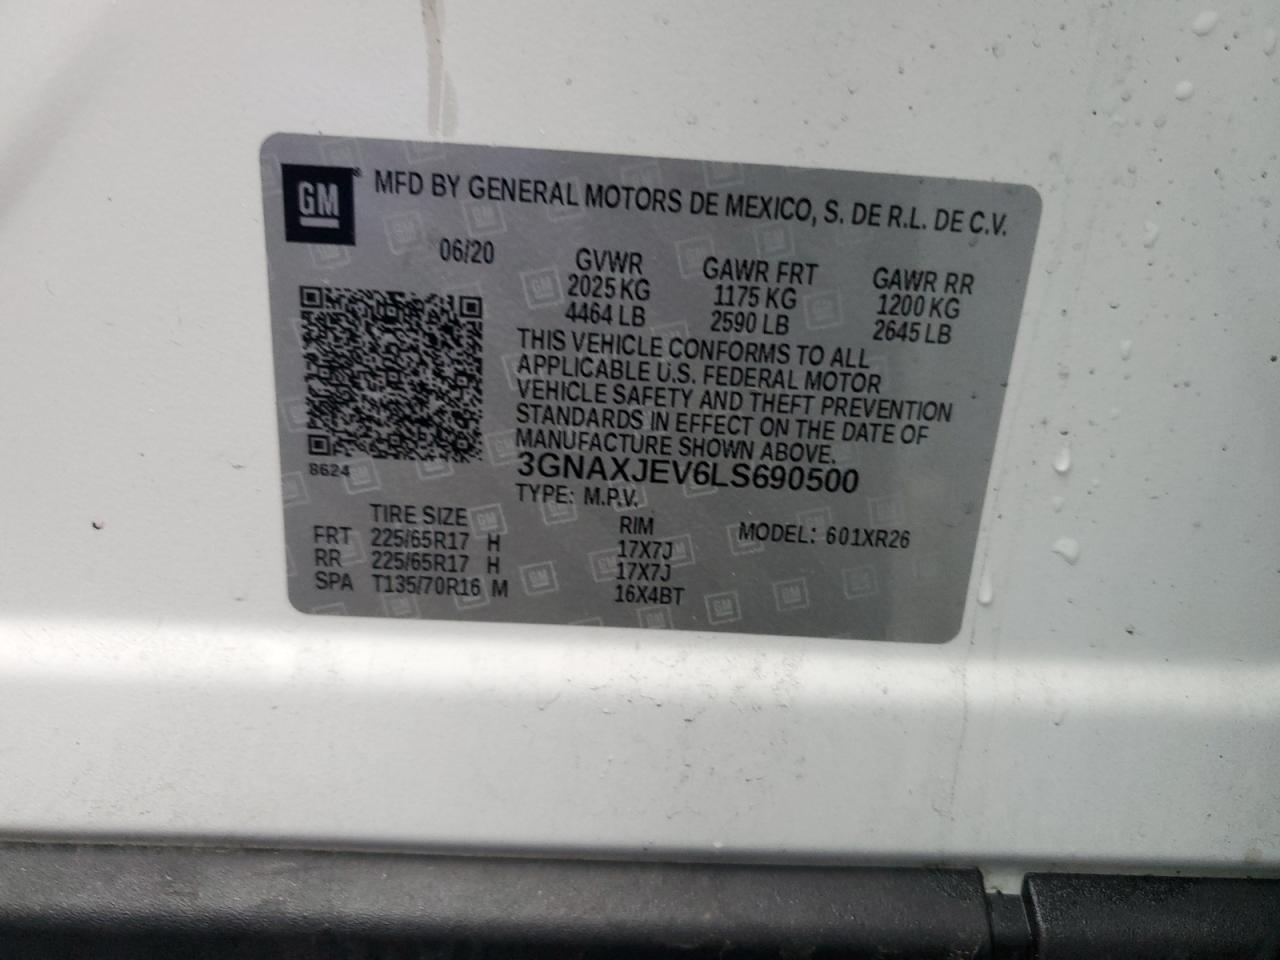 GM® MFD BY GENERAL MOTORS DE MEXICO, S. DE R.L. DE C.V.
06/20
GVWR GAWR FRT GAWR RR
2025 KG 1175 KG 1200 KG
4464 LB 2590 LB 2645 LB
THIS VEHICLE CONFORMS TO ALL
APPLICABLE U.S. FEDERAL MOTOR
VEHICLE SAFETY AND THEFT PREVENTION
STANDARDS IN EFFECT ON THE DATE OF
MANUFACTURE SHOWN ABOVE.
8624
3GNAXJEV6LS690500
TYPE: M.P.V.
TIRE SIZE RIM MODEL: 601XR26
FRT 225/65R17 H 17X7J
RR 225/65R17 H 17X7J
SPA T135/70R16 M 16X4BT